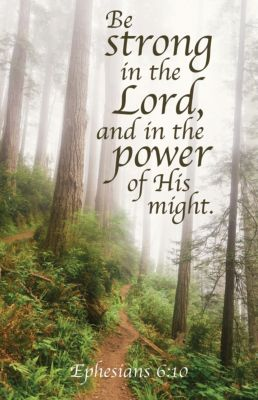 Be
strong
in the
Lord,
and in the
power
of His
might.
Ephesians 6:10